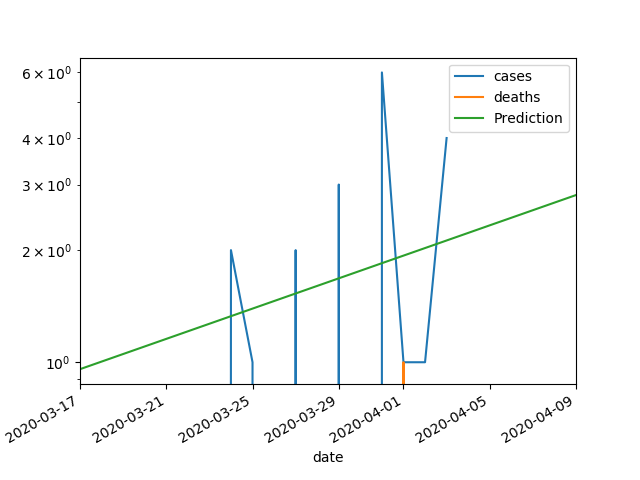 6 × 10⁰
4 × 10⁰
3 × 10⁰
2 × 10⁰
10⁰
cases
deaths
Prediction
2020-03-17
2020-03-21
2020-03-25
2020-03-29
2020-04-01
2020-04-05
2020-04-09
date